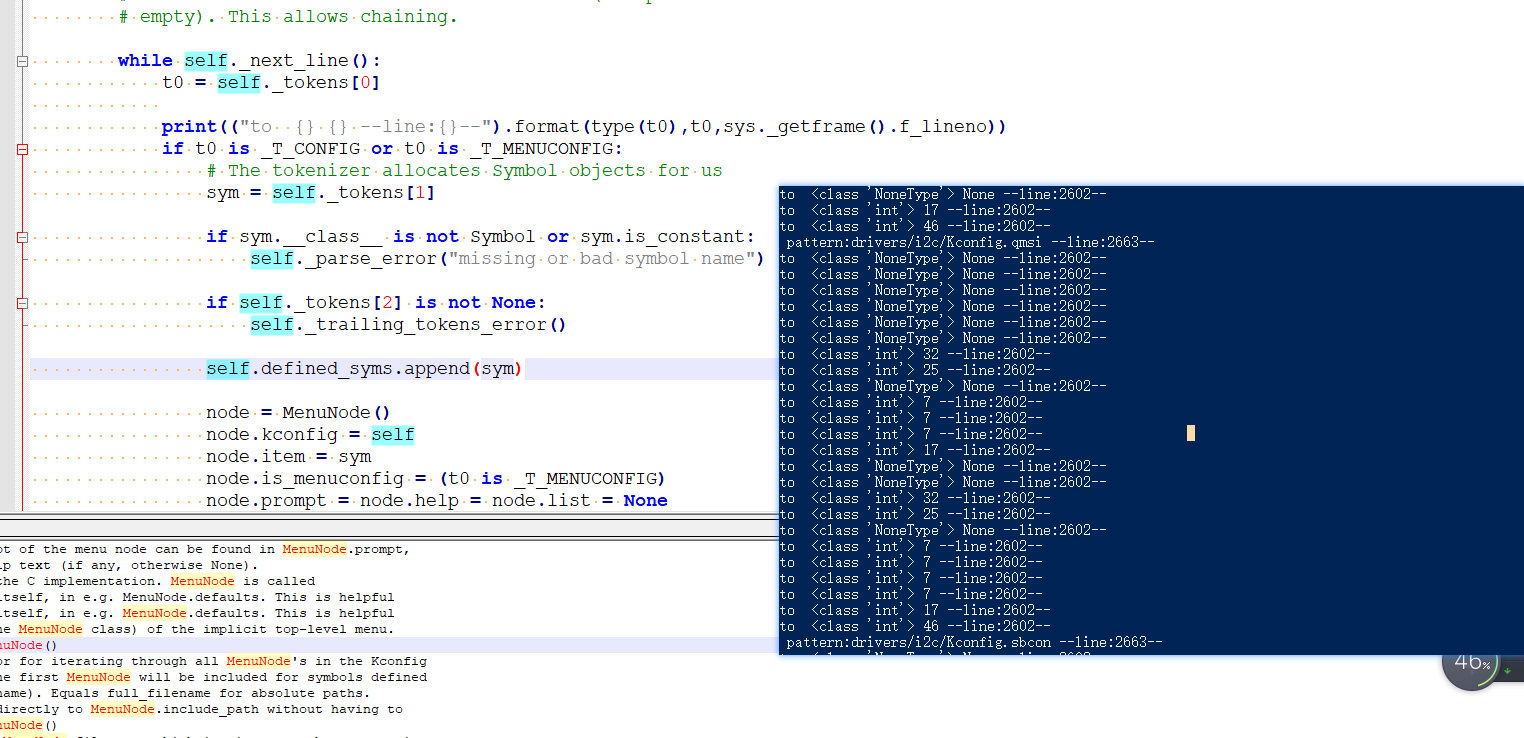 # empty). This allows chaining.
while self._next_line():
t0 = self._tokens[0]
print(("to  {} {} --line:{}--").format(type(t0),t0,sys._getframe().f_lineno))
if t0 is _T_CONFIG or t0 is _T_MENUCONFIG:
# The tokenizer allocates Symbol objects for us
sym = self._tokens[1]
if sym.__class__ is not Symbol or sym.is_constant:
self._parse_error("missing or bad symbol name")
if self._tokens[2] is not None:
self._trailing_tokens_error()
self.defined_syms.append(sym)
node = MenuNode()
node.kconfig = self
node.item = sym
node.is_menuconfig = (t0 is _T_MENUCONFIG)
node.prompt = node.help = node.list = None
to  <class 'NoneType'> None --line:2602--
to  <class 'int'> 17 --line:2602--
to  <class 'int'> 46 --line:2602--
pattern:drivers/i2c/Kconfig.qmsi --line:2663--
to  <class 'NoneType'> None --line:2602--
to  <class 'NoneType'> None --line:2602--
to  <class 'NoneType'> None --line:2602--
to  <class 'NoneType'> None --line:2602--
to  <class 'NoneType'> None --line:2602--
to  <class 'NoneType'> None --line:2602--
to  <class 'int'> 32 --line:2602--
to  <class 'int'> 25 --line:2602--
to  <class 'NoneType'> None --line:2602--
to  <class 'int'> 7 --line:2602--
to  <class 'int'> 7 --line:2602--
to  <class 'int'> 7 --line:2602--
to  <class 'int'> 17 --line:2602--
to  <class 'NoneType'> None --line:2602--
to  <class 'NoneType'> None --line:2602--
to  <class 'int'> 32 --line:2602--
to  <class 'int'> 25 --line:2602--
to  <class 'NoneType'> None --line:2602--
to  <class 'int'> 7 --line:2602--
to  <class 'int'> 7 --line:2602--
to  <class 'int'> 7 --line:2602--
to  <class 'int'> 7 --line:2602--
to  <class 'int'> 17 --line:2602--
to  <class 'int'> 46 --line:2602--
pattern:drivers/i2c/Kconfig.sbcon --line:2663--
46%
of the menu node can be found in MenuNode.prompt,
text (if any, otherwise None).
the C implementation. MenuNode is called
itself, in e.g. MenuNode.defaults. This is helpful
itself, in e.g. MenuNode.defaults. This is helpful
MenuNode class) of the implicit top-level menu.
nuNode()
or for iterating through all MenuNode's in the Kconfig
first MenuNode will be included for symbols defined
name). Equals full_filename for absolute paths.
directly to MenuNode.include_path without having to
nuNode()